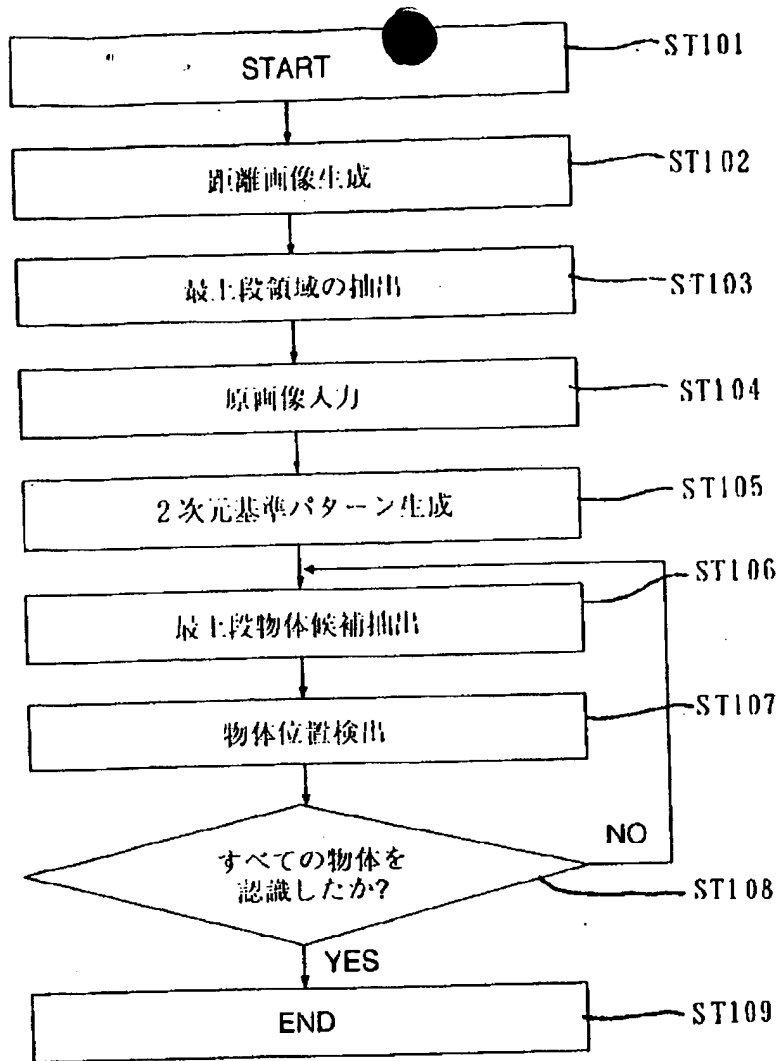 START
ST101
距離画像生成
ST102
最上段領域の抽出
ST103
原画像入力
ST104
2次元基準パターン生成
ST105
最上段物体候補抽出
ST106
物体位置検出
ST107
すべての物体を
認識したか?
NO
ST108
YES
END
ST109